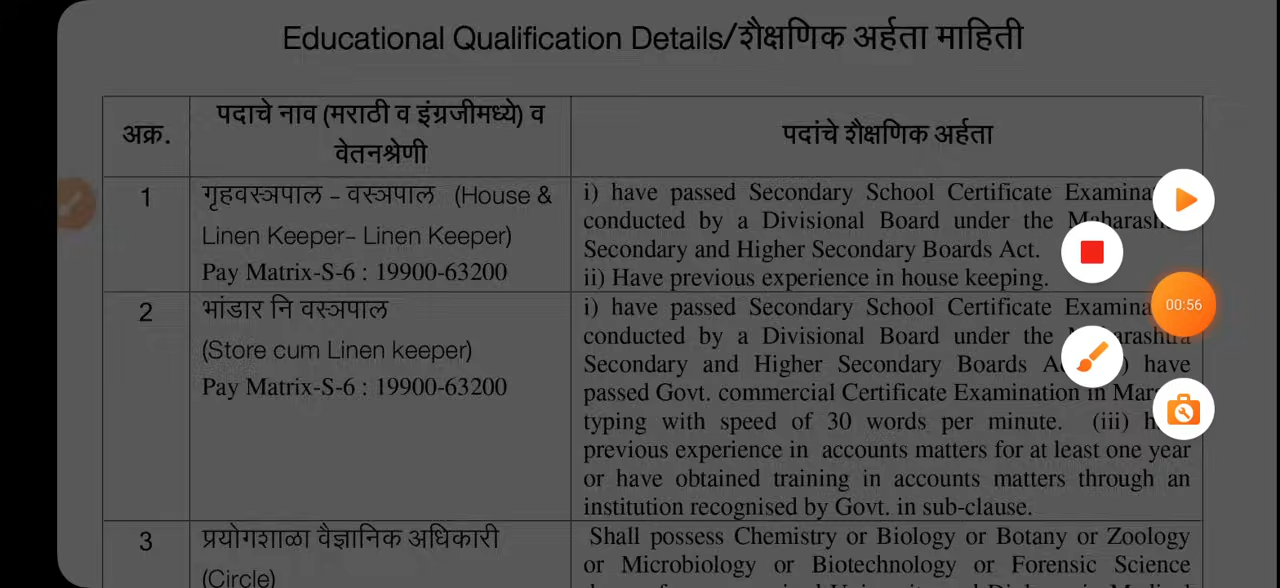 Educational Qualification Details/शैक्षणिक अर्हता माहिती
अक्र.
पदाचे नाव (मराठी व इंग्रजीमध्ये) व
वेतनश्रेणी
पदांचे शैक्षणिक अर्हता
1
गृहवस्त्रपाल – वस्त्रपाल (House &
Linen Keeper– Linen Keeper)
Pay Matrix-S-6 : 19900-63200
i) have passed Secondary School Certificate
conducted by a Divisional Board under the
Secondary and Higher Secondary Boards Act.
ii) Have previous experience in house keeping.
2
भांडार नि वस्त्रपाल
(Store cum Linen keeper)
Pay Matrix-S-6 : 19900-63200
i) have passed Secondary School Certificate
conducted by a Divisional Board under the
Secondary and Higher Secondary Boards have
passed Govt. commercial Certificate Examination in
typing with speed of 30 words per minute. (iii)
previous experience in accounts matters for at least one year
or have obtained training in accounts matters through an
institution recognised by Govt. in sub-clause.
3
प्रयोगशाळा वैज्ञानिक अधिकारी
(Circle)
Shall possess Chemistry or Biology or Botany or Zoology
or Microbiology or Biotechnology or Forensic Science
00:56